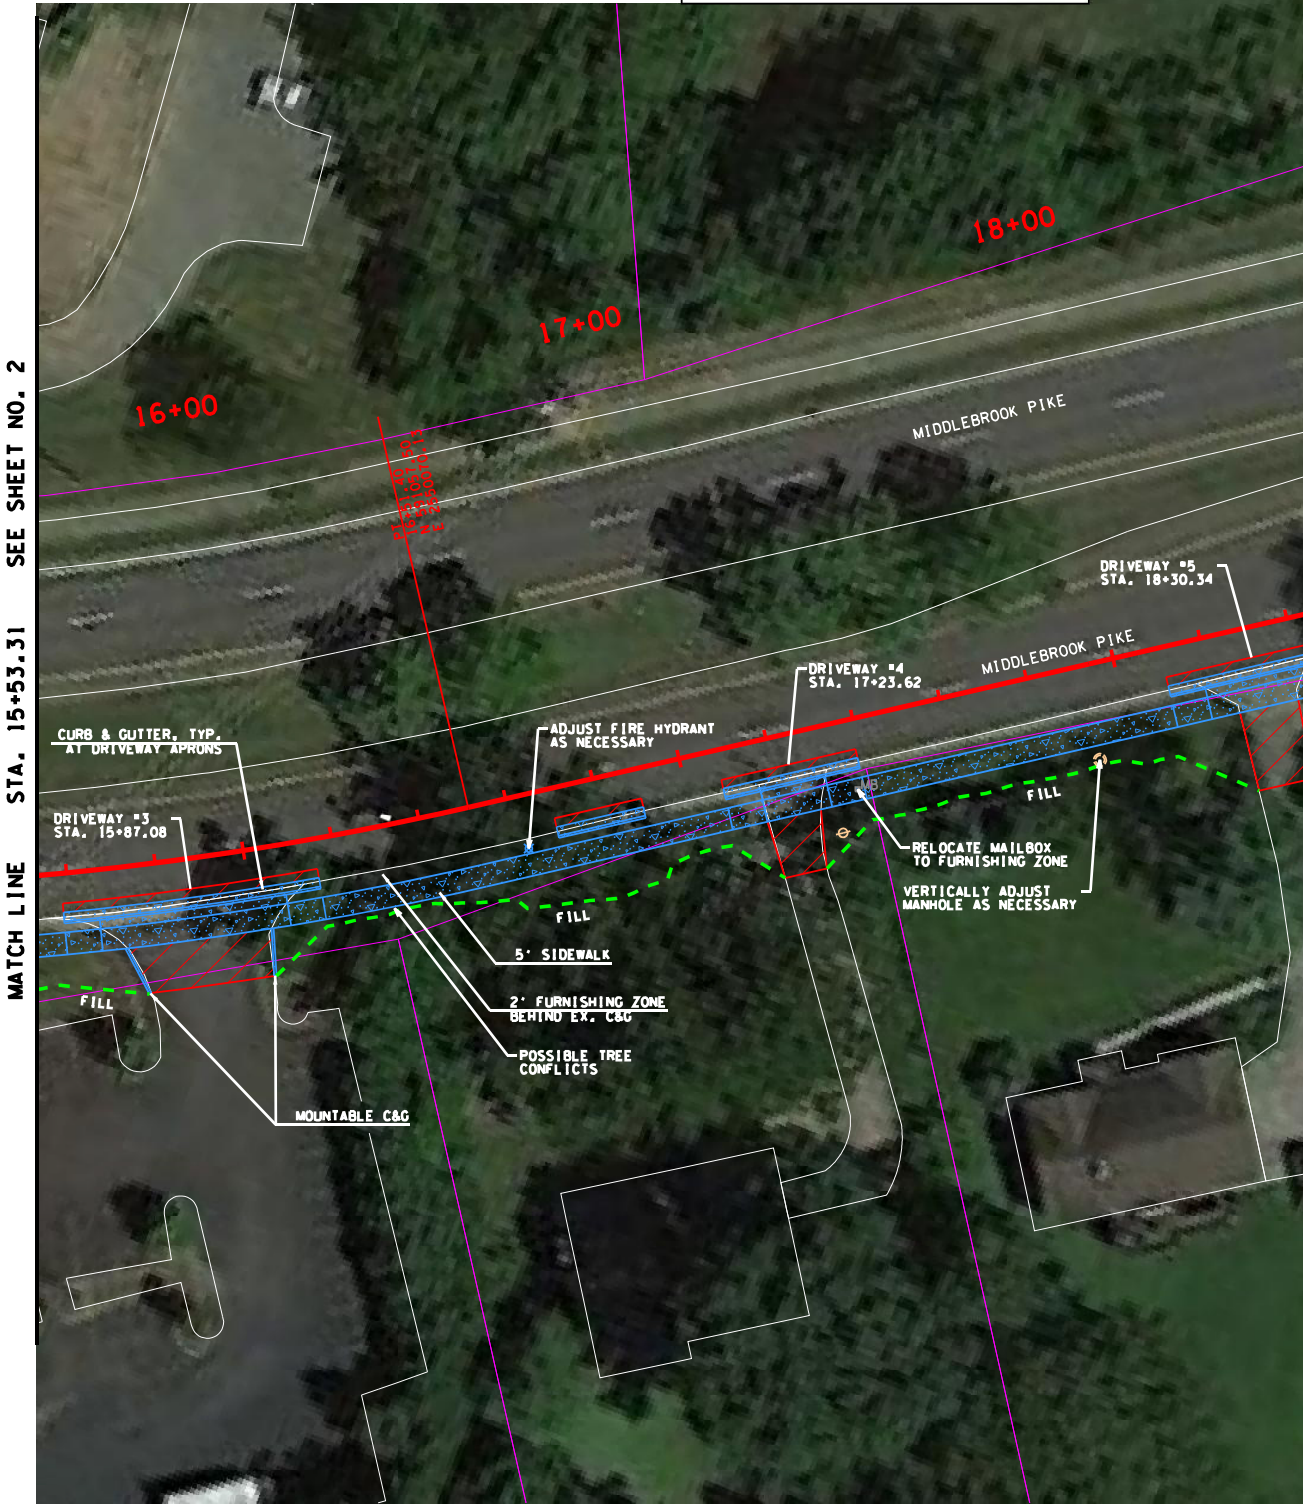 18+00
17+00
16+00
MIDDLEBROOK PIKE
PT
MATCH LINE STA. 15+53.31 SEE SHEET NO. 2
DRIVEWAY #5
STA. 18+30.34
MIDDLEBROOK PIKE
DRIVEWAY #4
STA. 17+23.62
CURB & GUTTER, TYP.
AT DRIVEWAY APRONS
ADJUST FIRE HYDRANT
AS NECESSARY
DRIVEWAY #3
STA. 15+87.08
MB
FILL
RELOCATE MAILBOX
TO FURNISHING ZONE
VERTICALLY ADJUST
MANHOLE AS NECESSARY
FILL
5' SIDEWALK
FILL
2' FURNISHING ZONE
BEHIND EX. C&G
POSSIBLE TREE
CONFLICTS
MOUNTABLE C&G